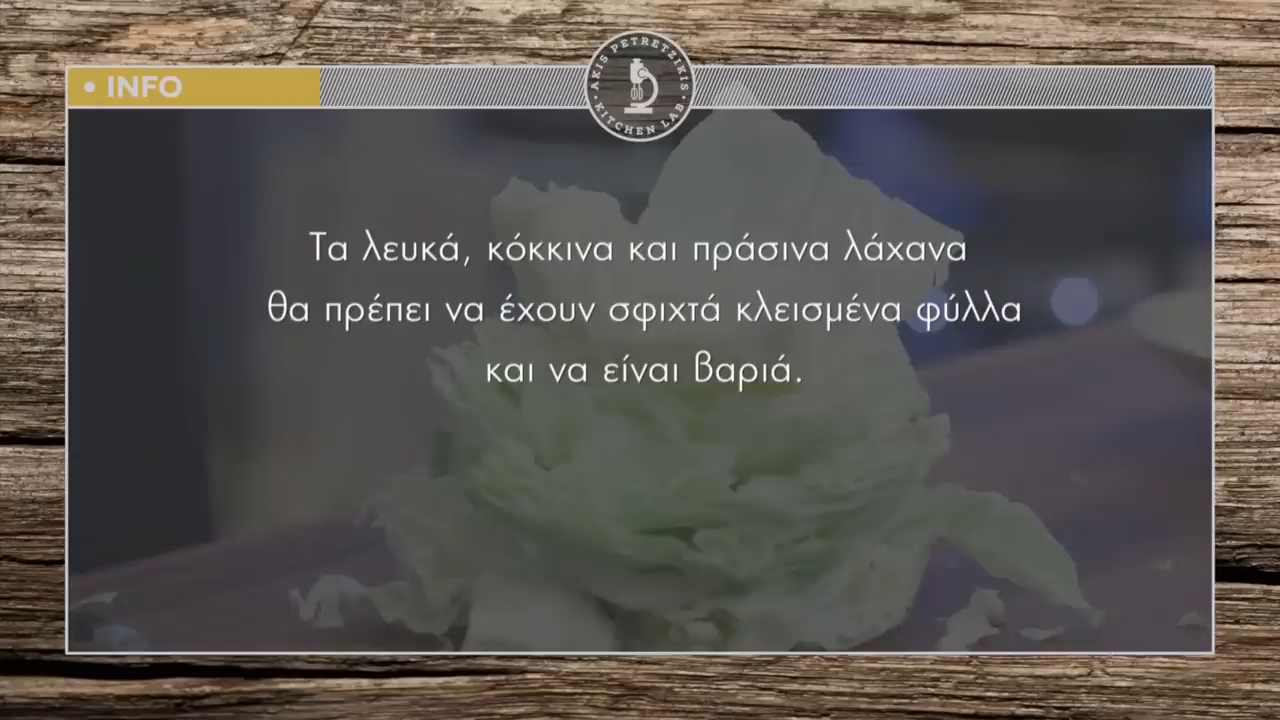 • INFO
AKIS PETRETZIKIS
• KITCHEN LAB •
Τα λευκά, κόκκινα και πράσινα λάχανα
θα πρέπει να έχουν σφιχτά κλεισμένα φύλλα
και να είναι βαριά.